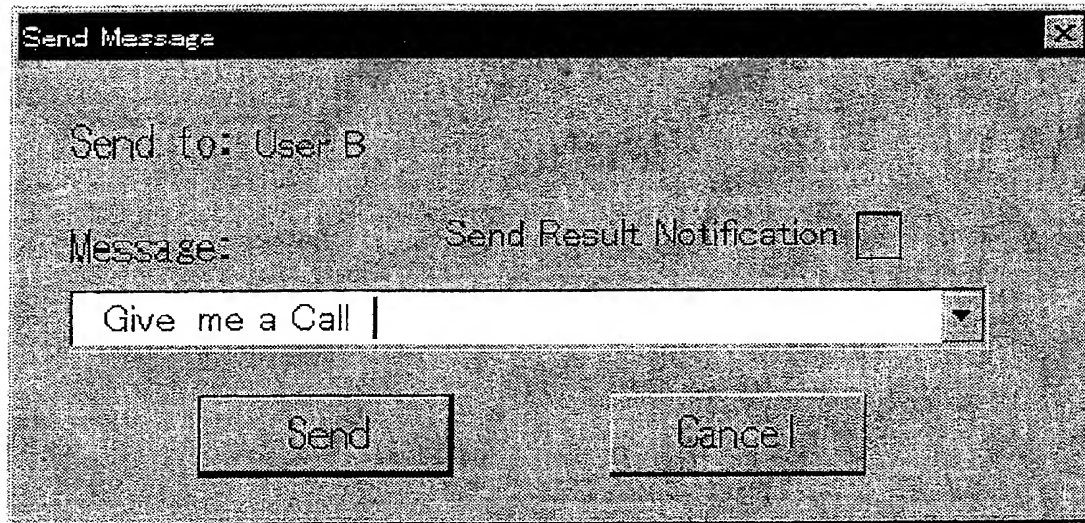 Send Message
Send to: User B
Send Result Notification
Message:
Give me a Call
Send
Cancel